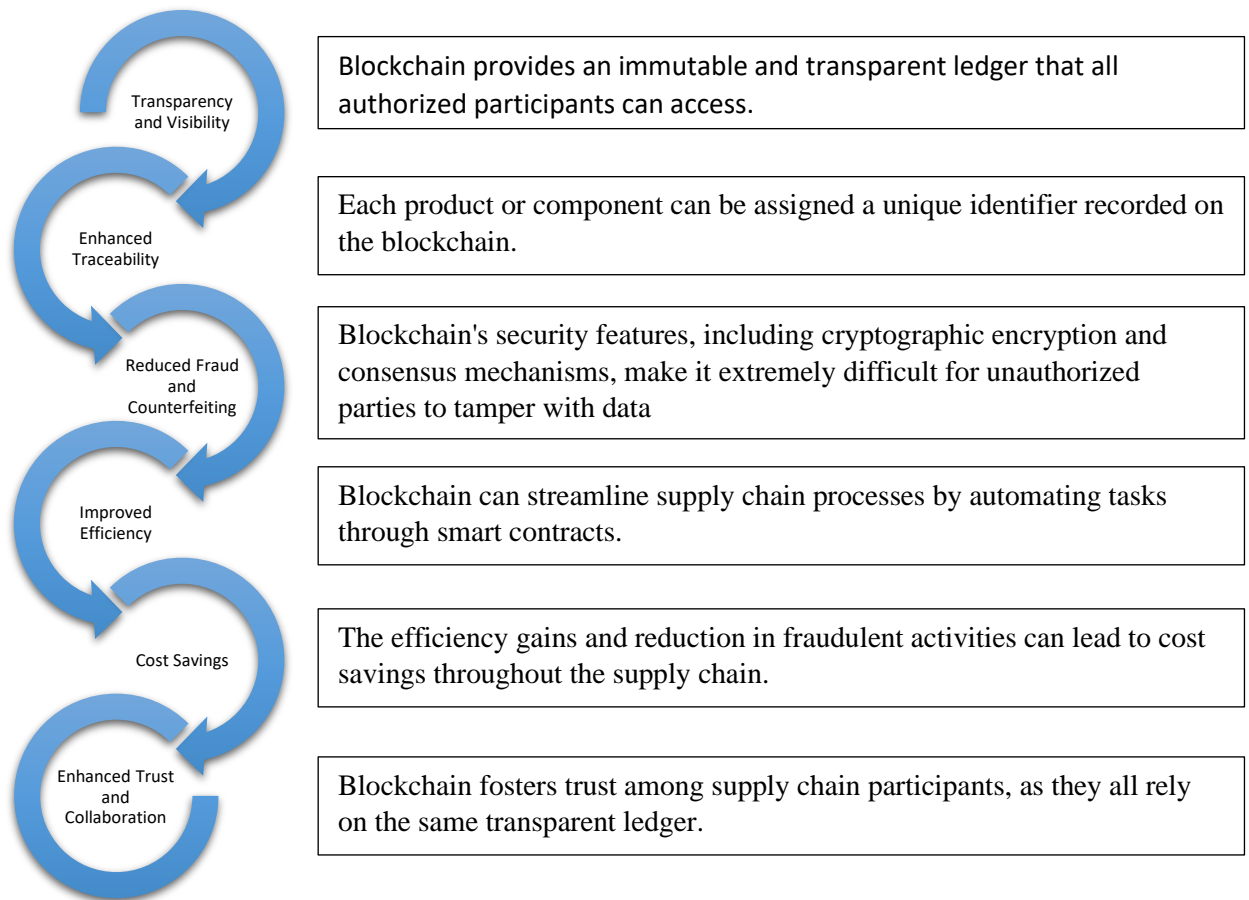 Transparency
and Visibility
Blockchain provides an immutable and transparent ledger that all
authorized participants can access.
Enhanced
Traceability
Each product or component can be assigned a unique identifier recorded on
the blockchain.
Reduced Fraud
and
Counterfeiting
Blockchain's security features, including cryptographic encryption and
consensus mechanisms, make it extremely difficult for unauthorized
parties to tamper with data
Improved
Efficiency
Blockchain can streamline supply chain processes by automating tasks
through smart contracts.
Cost Savings
The efficiency gains and reduction in fraudulent activities can lead to cost
savings throughout the supply chain.
Enhanced Trust
and
Collaboration
Blockchain fosters trust among supply chain participants, as they all rely
on the same transparent ledger.